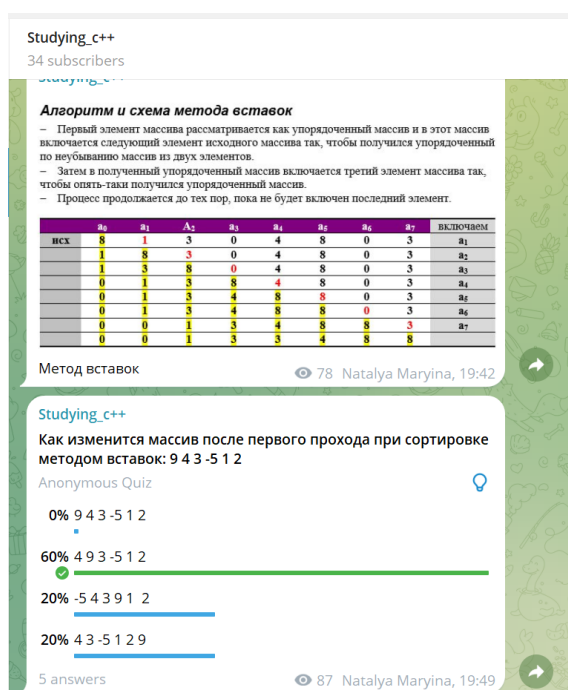 Studying_c++
34 subscribers
Studying_c++
Алгоритм и схема метода вставок
– Первый элемент массива рассматривается как упорядоченный массив и в этот массив
включается следующий элемент исходного массива так, чтобы получился упорядоченный
по неубыванию массив из двух элементов.
– Затем в полученный упорядоченный массив включается третий элемент массива так,
чтобы опять-таки получился упорядоченный массив.
– Процесс продолжается до тех пор, пока не будет включен последний элемент.
a0 a1 A2 a3 a4 a5 a6 a7 включаем
исх 8 1 3 0 4 8 0 3 a1
1 8 3 0 4 8 0 3 a2
1 3 8 0 4 8 0 3 a3
0 1 3 8 4 8 0 3 a4
0 1 3 4 8 8 0 3 a5
0 1 3 4 8 8 0 3 a6
0 0 1 3 4 8 8 3 a7
0 0 1 3 3 4 8 8
Метод вставок
78 Natalya Maryina, 19:42
Studying_c++
Как изменится массив после первого прохода при сортировке
методом вставок: 9 4 3 -5 1 2
Anonymous Quiz
0% 9 4 3 -5 1 2
60% 4 9 3 -5 1 2
20% -5 4 3 9 1 2
20% 4 3 -5 1 2 9
5 answers
87 Natalya Maryina, 19:49